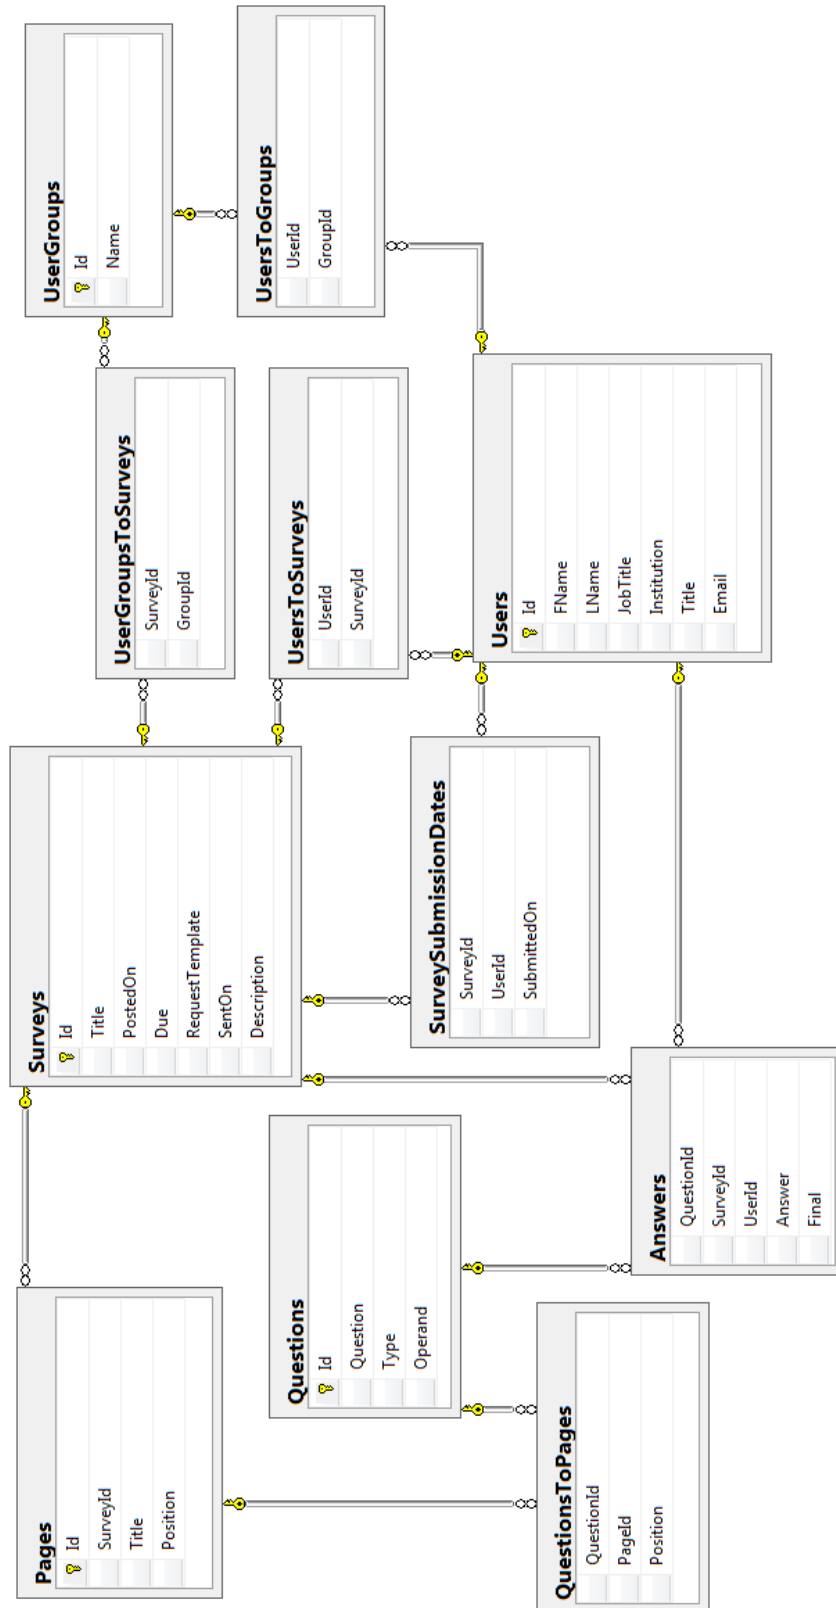 Pages
Id
SurveyId
Title
Position
Surveys
Id
Title
PostedOn
Due
RequestTemplate
SentOn
Description
UserGroupsToSurveys
SurveyId
GroupId
UserGroups
Id
Name
Questions
Id
Question
Type
Operand
UsersToSurveys
UserId
SurveyId
UsersToGroups
UserId
GroupId
SurveySubmissionDates
SurveyId
UserId
SubmittedOn
Users
Id
FName
LName
JobTitle
Institution
Title
Email
QuestionsToPages
QuestionId
PageId
Position
Answers
QuestionId
SurveyId
UserId
Answer
Final